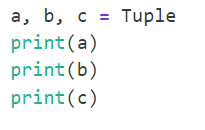 a, b, c = Tuple
print(a)
print(b)
print(c)